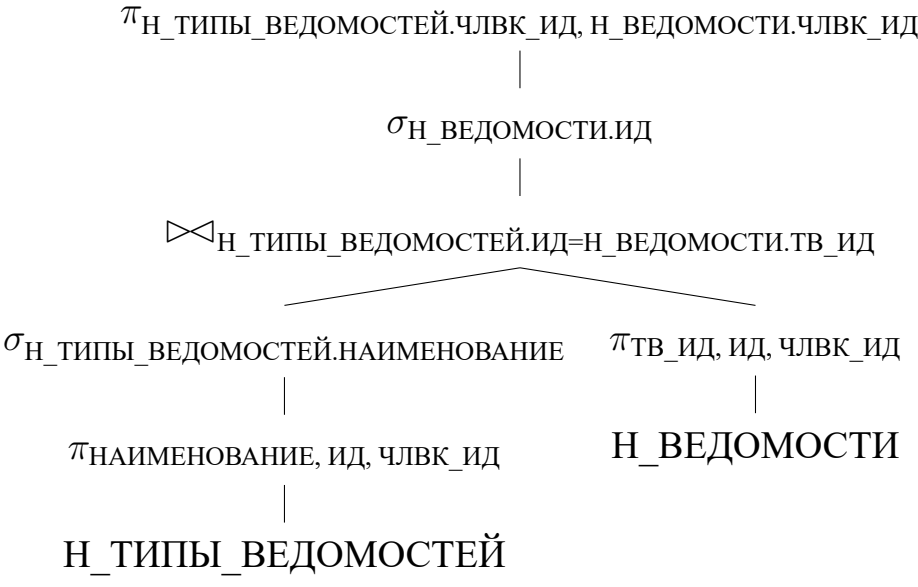 πН_ТИПЫ_ВЕДОМОСТЕЙ.ЧЛВК_ИД, Н_ВЕДОМОСТИ.ЧЛВК_ИД
σН_ВЕДОМОСТИ.ИД
⋈Н_ТИПЫ_ВЕДОМОСТЕЙ.ИД=Н_ВЕДОМОСТИ.ТВ_ИД
σН_ТИПЫ_ВЕДОМОСТЕЙ.НАИМЕНОВАНИЕ
πТВ_ИД, ИД, ЧЛВК_ИД
πНАИМЕНОВАНИЕ, ИД, ЧЛВК_ИД
Н_ВЕДОМОСТИ
Н_ТИПЫ_ВЕДОМОСТЕЙ